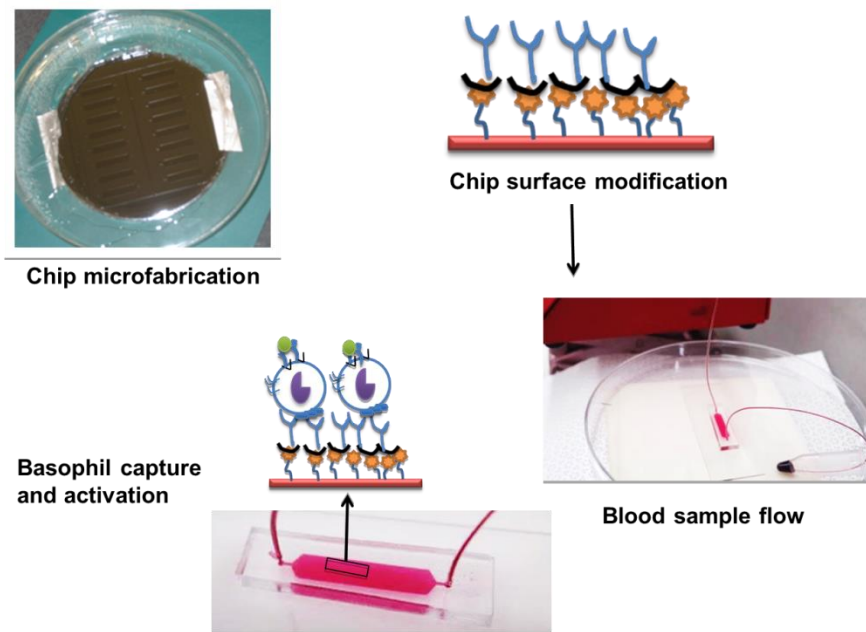 Chip surface modification
Chip microfabrication
Basophil capture
and activation
Blood sample flow